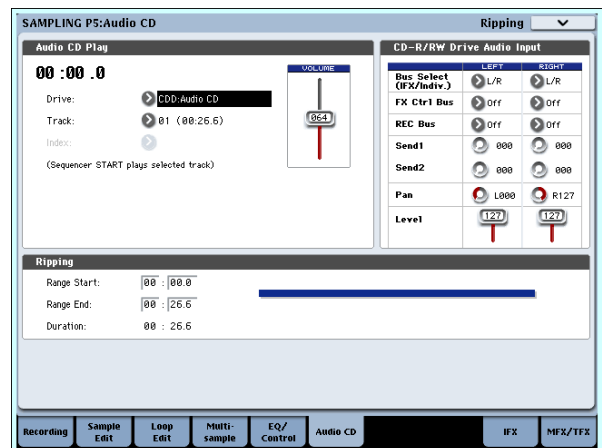 SAMPLING P5:Audio CD Ripping
Audio CD Play
00 :00 .0
VOLUME
Drive: CDD:Audio CD
064
Track: 01 (00:26.6)
Index:
(Sequencer START plays selected track)
CD-R/RW Drive Audio Input
LEFT RIGHT
Bus Select (IFX/Indiv.) L/R L/R
FX Ctrl Bus Off Off
REC Bus Off Off
Send1 000 000
Send2 000 000
Pan L000 R127
Level 127 127
Ripping
Range Start: 00 : 00.0
Range End: 00 : 26.6
Duration: 00 : 26.6
Recording Sample Edit Loop Edit Multi-sample EQ/Control Audio CD IFX MFX/TFX